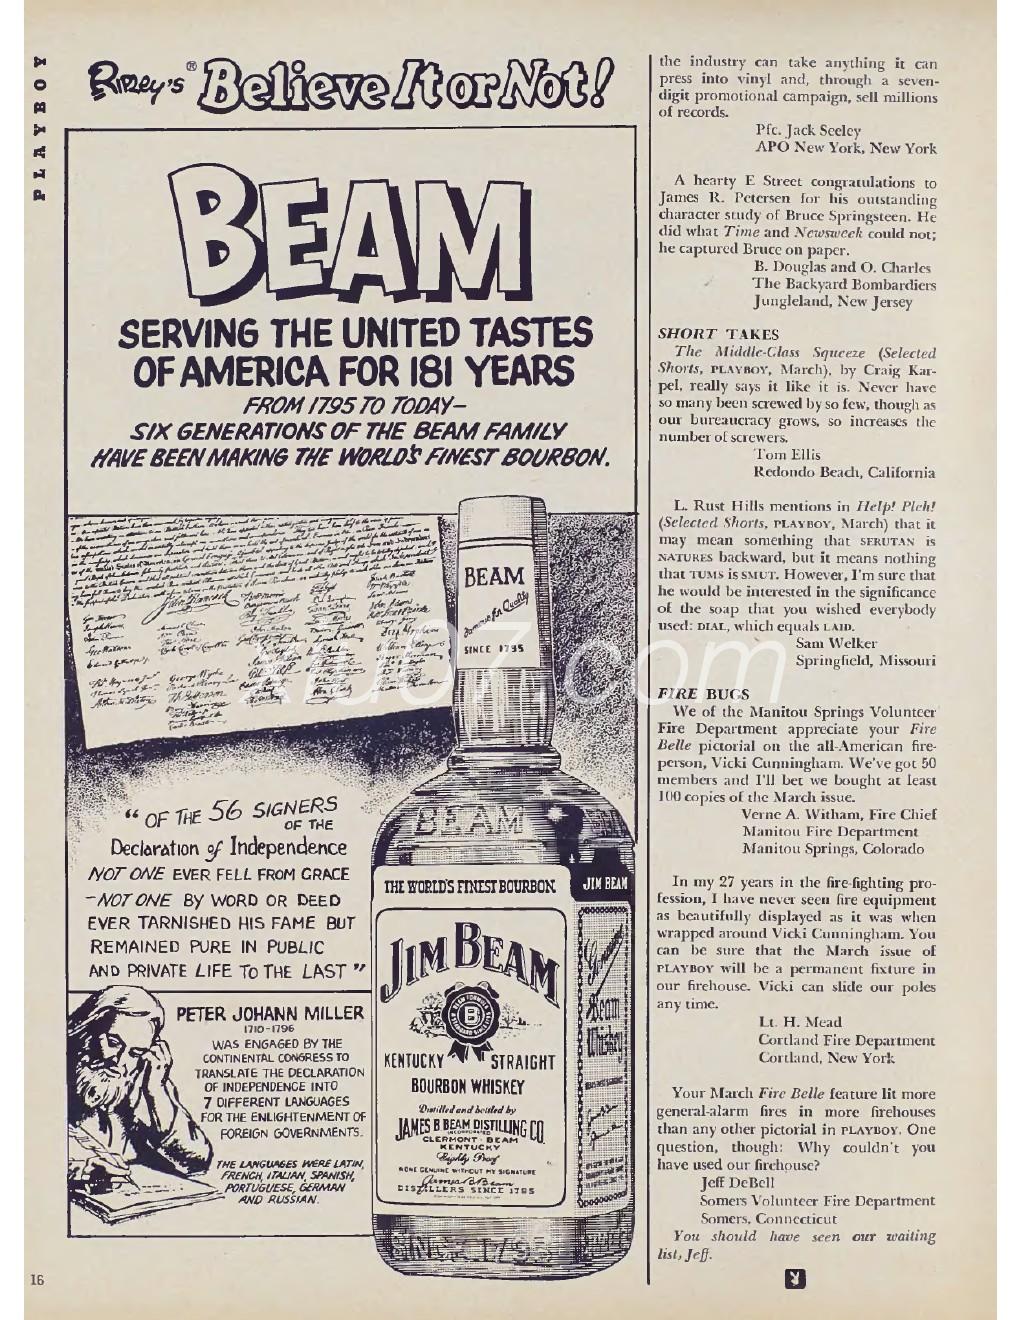 PLAYBOY
RIPLEY'S® Believe It or Not!
BEAM
SERVING THE UNITED TASTES
OF AMERICA FOR 181 YEARS
FROM 1795 TO TODAY—
SIX GENERATIONS OF THE BEAM FAMILY
HAVE BEEN MAKING THE WORLD'S FINEST BOURBON.
John Hancock
BEAM
Famous for Quality
SINCE 1795
“OF THE 56 SIGNERS
OF THE
Declaration of Independence
NOT ONE EVER FELL FROM GRACE
-NOT ONE BY WORD OR DEED
EVER TARNISHED HIS FAME BUT
REMAINED PURE IN PUBLIC
AND PRIVATE LIFE TO THE LAST”
PETER JOHANN MILLER
1710-1796
WAS ENGAGED BY THE
CONTINENTAL CONGRESS TO
TRANSLATE THE DECLARATION
OF INDEPENDENCE INTO
7 DIFFERENT LANGUAGES
FOR THE ENLIGHTENMENT OF
FOREIGN GOVERNMENTS.
THE LANGUAGES WERE LATIN,
FRENCH, ITALIAN, SPANISH,
PORTUGUESE, GERMAN
AND RUSSIAN.
BEAM
THE WORLD'S FINEST BOURBON
JIM BEAM
JIM BEAM
B
KENTUCKY STRAIGHT
BOURBON WHISKEY
Distilled and bottled by
JAMES B BEAM DISTILLING CO.
CLERMONT · BEAM
KENTUCKY
Eighty Proof
NONE GENUINE WITHOUT MY SIGNATURE
James B Beam
DISTILLERS SINCE 1795
Genuine
Beam
Whiskey
SINCE 1795
the industry can take anything it can
press into vinyl and, through a seven-
digit promotional campaign, sell millions
of records.
Pfc. Jack Seeley
APO New York, New York
A hearty E Street congratulations to
James R. Petersen for his outstanding
character study of Bruce Springsteen. He
did what Time and Newsweek could not;
he captured Bruce on paper.
B. Douglas and O. Charles
The Backyard Bombardiers
Jungleland, New Jersey
SHORT TAKES
The Middle-Class Squeeze (Selected
Shorts, PLAYBOY, March), by Craig Kar-
pel, really says it like it is. Never have
so many been screwed by so few, though as
our bureaucracy grows, so increases the
number of screwers.
Tom Ellis
Redondo Beach, California
L. Rust Hills mentions in Help! Pleh!
(Selected Shorts, PLAYBOY, March) that it
may mean something that SERUTAN is
NATURES backward, but it means nothing
that TUMS is SMUT. However, I'm sure that
he would be interested in the significance
of the soap that you wished everybody
used: DIAL, which equals LAID.
Sam Welker
Springfield, Missouri
FIRE BUGS
We of the Manitou Springs Volunteer
Fire Department appreciate your Fire
Belle pictorial on the all-American fire-
person, Vicki Cunningham. We've got 50
members and I'll bet we bought at least
100 copies of the March issue.
Verne A. Witham, Fire Chief
Manitou Fire Department
Manitou Springs, Colorado
In my 27 years in the fire-fighting pro-
fession, I have never seen fire equipment
as beautifully displayed as it was when
wrapped around Vicki Cunningham. You
can be sure that the March issue of
PLAYBOY will be a permanent fixture in
our firehouse. Vicki can slide our poles
any time.
Lt. H. Mead
Cortland Fire Department
Cortland, New York
Your March Fire Belle feature lit more
general-alarm fires in more firehouses
than any other pictorial in PLAYBOY. One
question, though: Why couldn't you
have used our firehouse?
Jeff DeBell
Somers Volunteer Fire Department
Somers, Connecticut
You should have seen our waiting
list, Jeff.
16